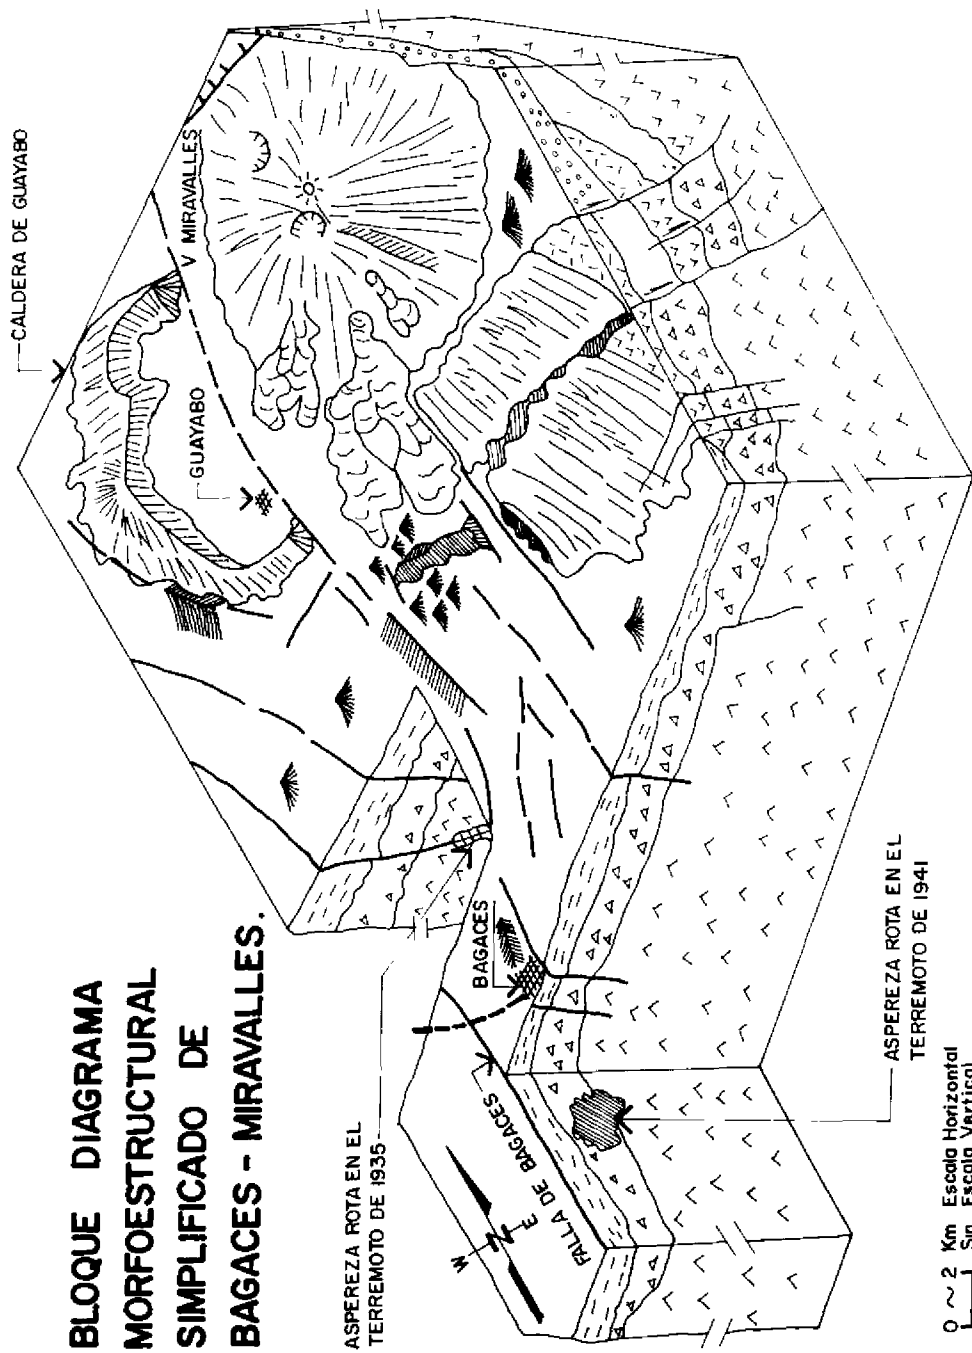 BLOQUE DIAGRAMA
MORFOESTRUCTURAL
SIMPLIFICADO DE
BAGACES - MIRAVALLES.
CALDERA DE GUAYABO
V MIRAVALLES
GUAYABO
ASPEREZA ROTA EN EL
TERREMOTO DE 1935
BAGACES
FALLA DE BAGACES
W N E
ASPEREZA ROTA EN EL
TERREMOTO DE 1941
0 ~ 2 Km Escala Horizontal
Sin Escala Vertical